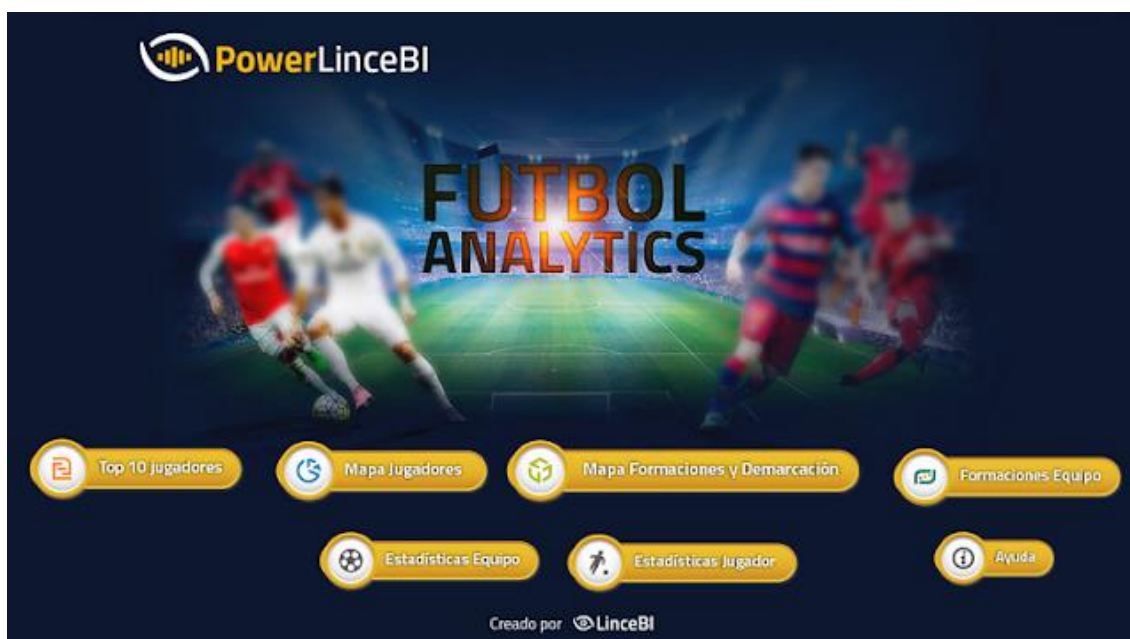 PowerLinceBI
FÚTBOL
ANALYTICS
Top 10 jugadores
Mapa Jugadores
Mapa Formaciones y Demarcación
Formaciones Equipo
Estadísticas Equipo
Estadísticas Jugador
Ayuda
Creado por LinceBI